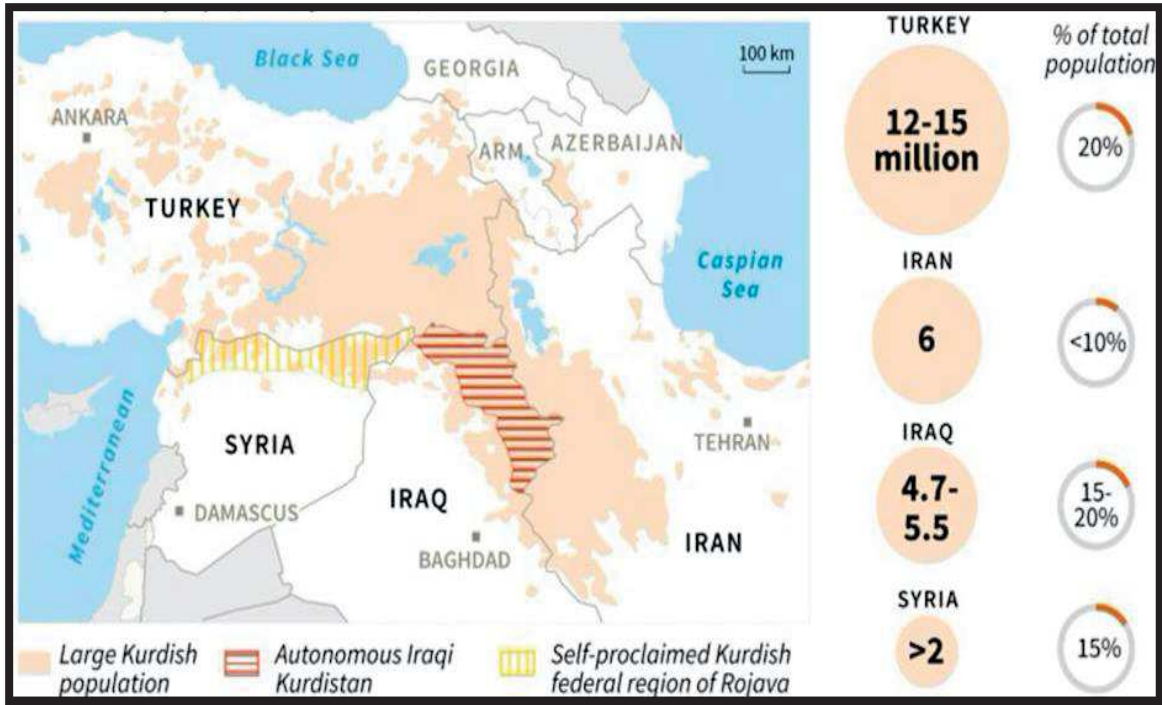 Black Sea
GEORGIA
100 km
ANKARA
ARM.
AZERBAIJAN
TURKEY
Caspian
Sea
Mediterranean
SYRIA
DAMASCUS
IRAQ
BAGHDAD
TEHRAN
IRAN
Large Kurdish
population
Autonomous Iraqi
Kurdistan
Self-proclaimed Kurdish
federal region of Rojava
TURKEY
% of total
population
12-15
million
20%
IRAN
6
<10%
IRAQ
4.7-
5.5
15-
20%
SYRIA
>2
15%